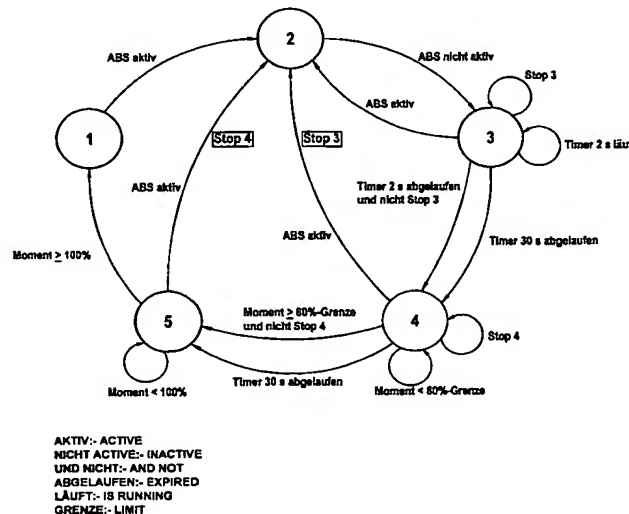 2
ABS aktiv
ABS nicht aktiv
Stop 3
ABS aktiv
1
Stop 4
Stop 3
3
Timer 2 s läu
Timer 2 s abgelaufen
und nicht Stop 3
ABS aktiv
ABS aktiv
Timer 30 s abgelaufen
Moment ≥ 100%
Moment ≥ 80%-Grenze
und nicht Stop 4
5
4
Stop 4
Timer 30 s abgelaufen
Moment < 100%
Moment < 80%-Grenze
AKTIV:- ACTIVE
NICHT ACTIVE:- INACTIVE
UND NICHT:- AND NOT
ABGELAUFEN:- EXPIRED
LÄUFT:- IS RUNNING
GRENZE:- LIMIT